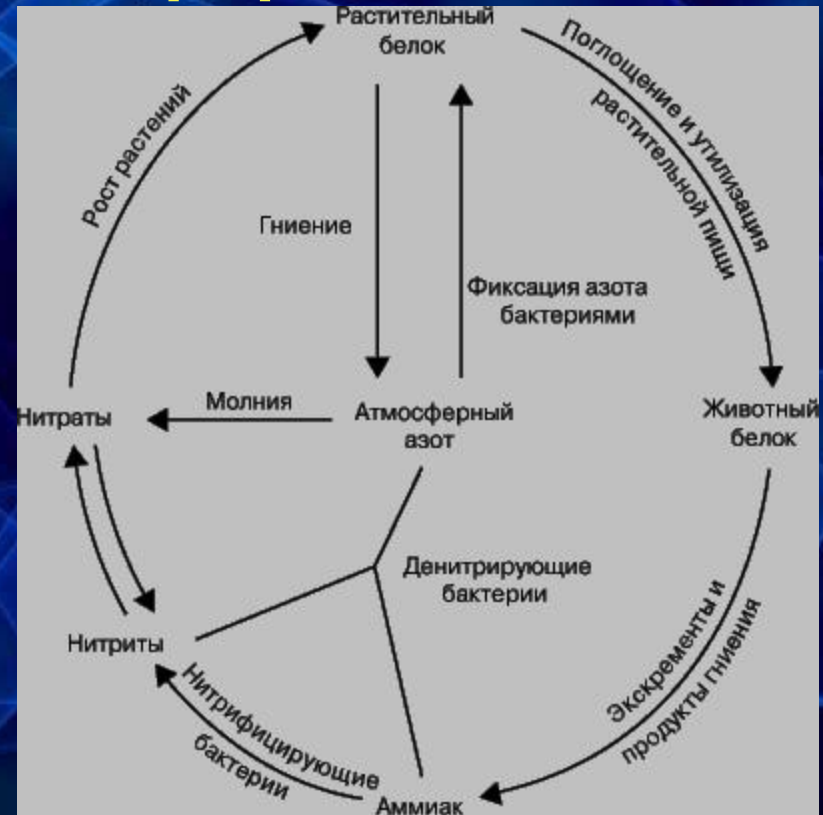 Растительный
белок
Поглощение и утилизация
растительной пищи
Рост растений
Гниение
Фиксация азота
бактериями
Нитраты
Молния
Атмосферный
азот
Животный
белок
Денитрирующие
бактерии
Нитриты
Нитрифицирующие
бактерии
Экскременты и
продукты гниения
Аммиак